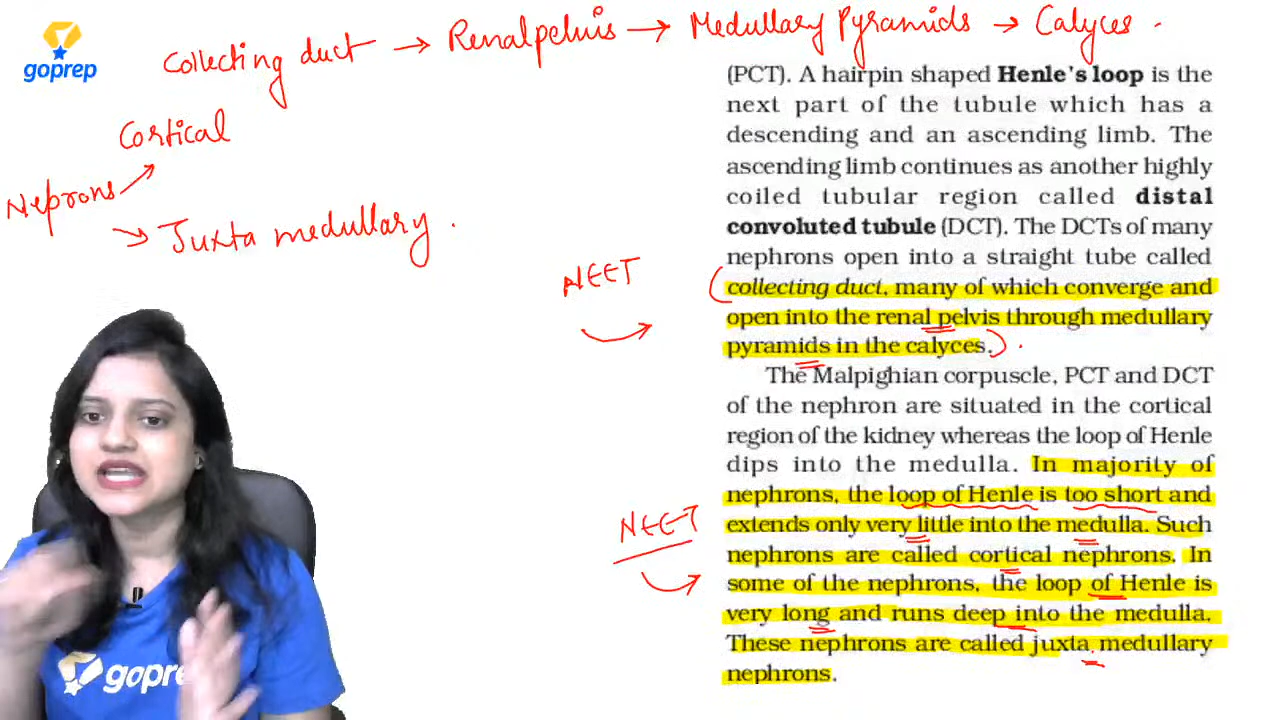 goprep
Collecting duct → Renalpelvis → Medullary Pyramids → Calyces.
Cortical
Neprons
Juxta medullary.
NEET
NEET
(PCT). A hairpin shaped Henle's loop is the
next part of the tubule which has a
descending and an ascending limb. The
ascending limb continues as another highly
coiled tubular region called distal
convoluted tubule (DCT). The DCTs of many
nephrons open into a straight tube called
(collecting duct, many of which converge and
open into the renal pelvis through medullary
pyramids in the calyces.).
The Malpighian corpuscle, PCT and DCT
of the nephron are situated in the cortical
region of the kidney whereas the loop of Henle
dips into the medulla. In majority of
nephrons, the loop of Henle is too short and
extends only very little into the medulla. Such
nephrons are called cortical nephrons. In
some of the nephrons, the loop of Henle is
very long and runs deep into the medulla.
These nephrons are called juxta medullary
nephrons.
gopre